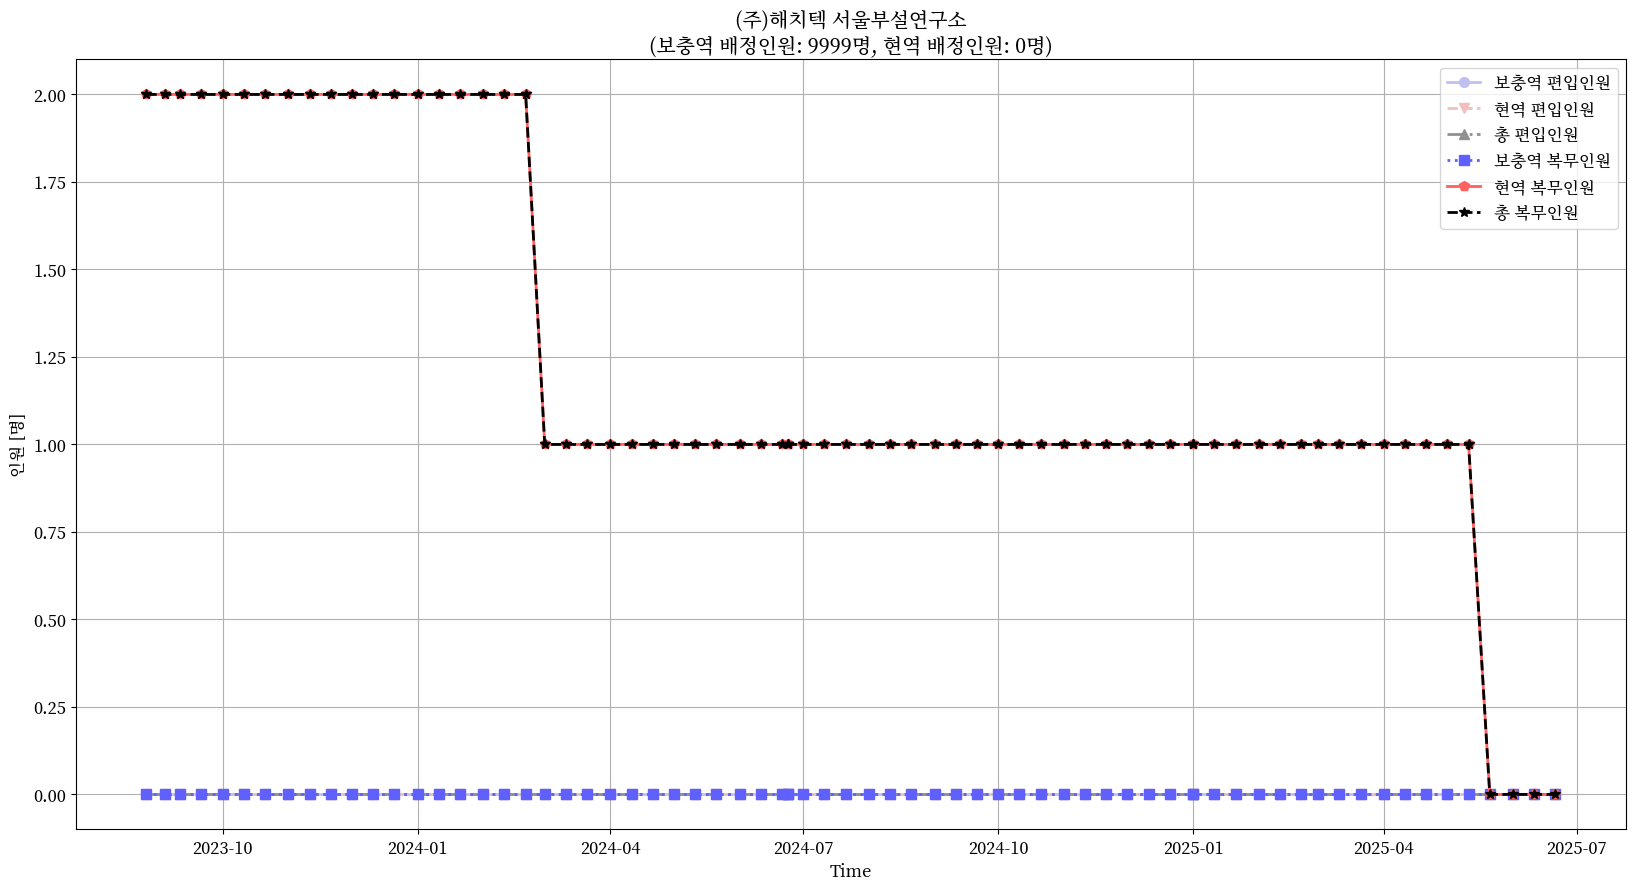 (주)해치텍 서울부설연구소
(보충역 배정인원: 9999명, 현역 배정인원: 0명)
보충역 편입인원
현역 편입인원
총 편입인원
보충역 복무인원
현역 복무인원
총 복무인원
인원 [명]
2.00
1.75
1.50
1.25
1.00
0.75
0.50
0.25
0.00
2023-10
2024-01
2024-04
2024-07
2024-10
2025-01
2025-04
2025-07
Time